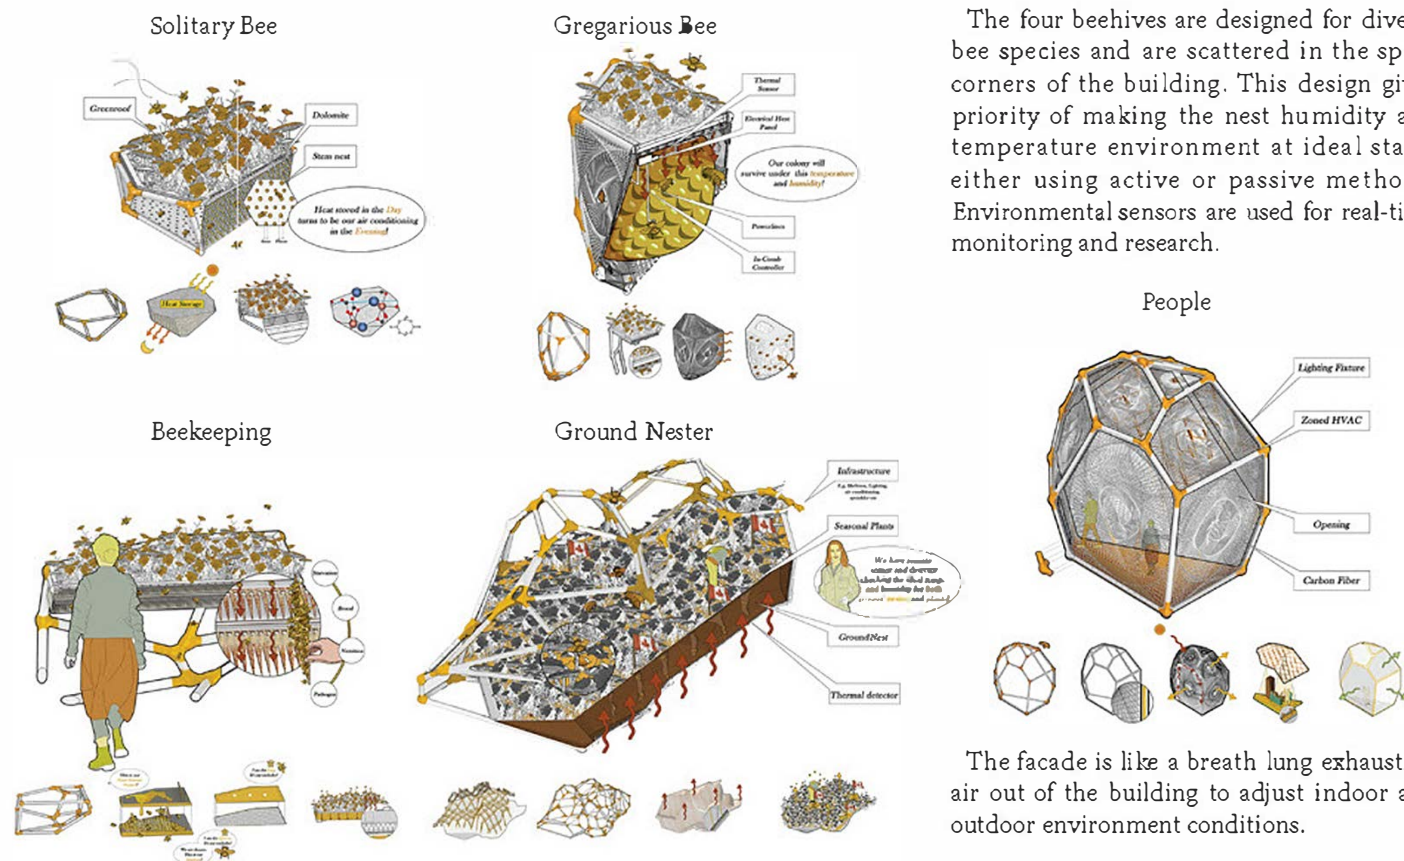 Solitary Bee
Greenroof
Dolomite
Stem nest
Heat stored in the Day
turns to be our air conditioning
in the Evening!
Heat Storage
Gregarious Bee
Thermal
Sensor
Electrical Heat
Panel
Our colony will
survive under this temperature
and humidity!
In-Comb
Controller
The four beehives are designed for dive
bee species and are scattered in the sp
corners of the building. This design gi
priority of making the nest humidity a
temperature environment at ideal sta
either using active or passive metho
Environmental sensors are used for real-ti
monitoring and research.
People
Lighting Fixture
Zoned HVAC
Opening
Carbon Fiber
Beekeeping
Starvation
Brood
Pathogen
Ground Nester
Infrastructure
Seasonal Plants
Ground Nest
Thermal detector
The facade is like a breath lung exhaust
air out of the building to adjust indoor a
outdoor environment conditions.